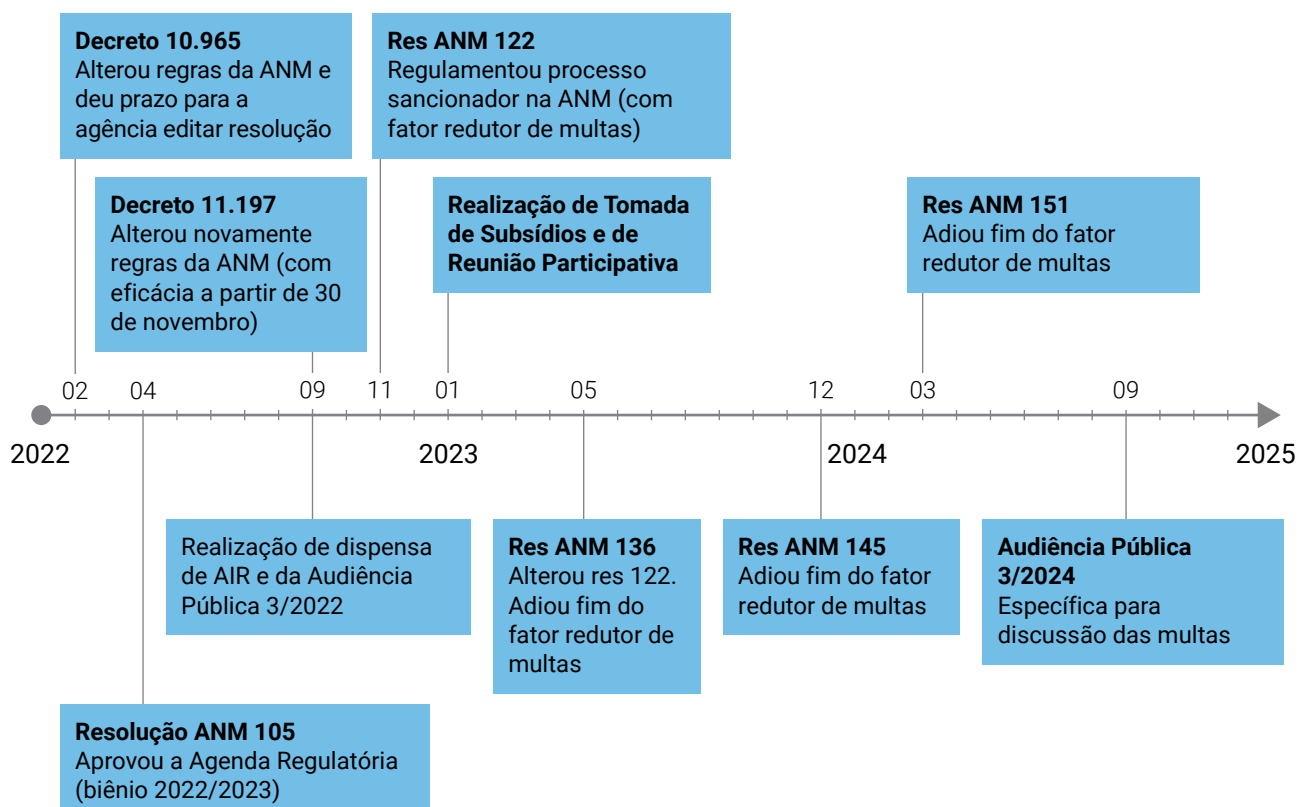 Decreto 10.965
Alterou regras da ANM e
deu prazo para a
agência editar resolução
Res ANM 122
Regulamentou processo
sancionador na ANM (com
fator redutor de multas)
Decreto 11.197
Alterou novamente
regras da ANM (com
eficácia a partir de 30
de novembro)
Realização de Tomada
de Subsídios e de
Reunião Participativa
Res ANM 151
Adiou fim do fator
redutor de multas
02 04 09 11 01 05 12 03 09
2022 2023 2024 2025
Realização de dispensa
de AIR e da Audiência
Pública 3/2022
Res ANM 136
Alterou res 122.
Adiou fim do
fator redutor de
multas
Res ANM 145
Adiou fim do fator
redutor de multas
Audiência Pública
3/2024
Específica para
discussão das multas
Resolução ANM 105
Aprovou a Agenda Regulatória
(biênio 2022/2023)